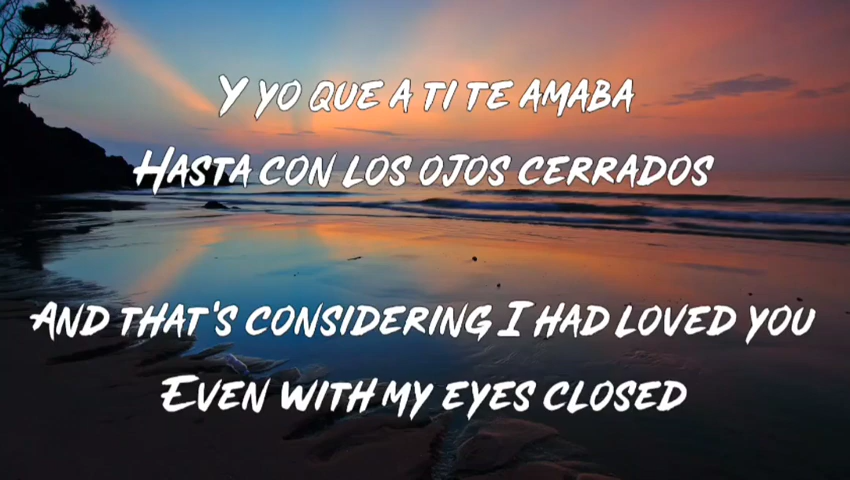 Y yo que a ti te amaba
Hasta con los ojos cerrados
And that's considering I had loved you
Even with my eyes closed